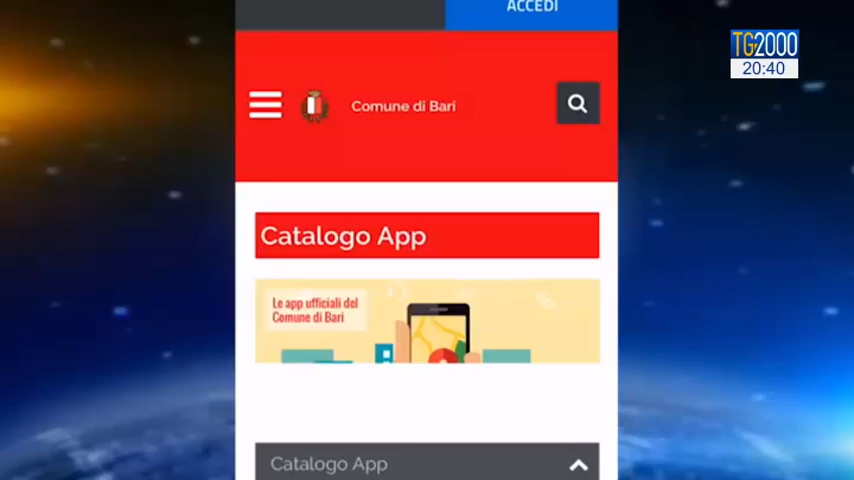 ACCEDI
TG2000
20:40
Comune di Bari
Catalogo App
Le app ufficiali del
Comune di Bari
Catalogo App